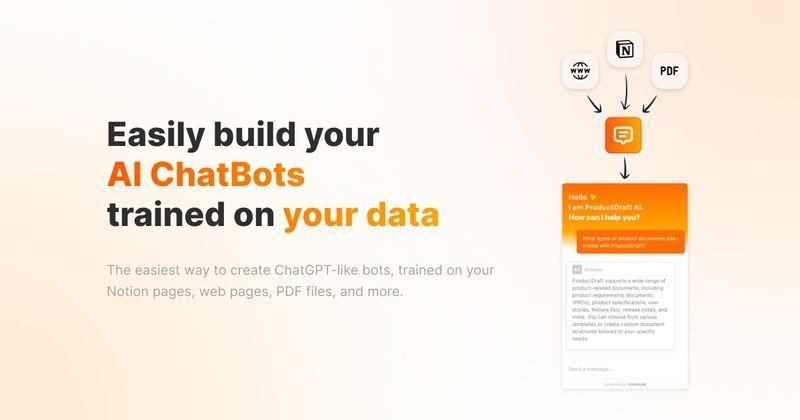 Easily build your
AI ChatBots
trained on your data
The easiest way to create ChatGPT-like bots, trained on your
Notion pages, web pages, PDF files, and more.
WWW
N
PDF
Hello 👋
I am ProductDraft AI.
How can I help you?
What types of product documents can I
create with ProductDraft?
AI Answer
ProductDraft supports a wide range of
product-related documents, including
product requirements documents
(PRDs), product specifications, user
stories, feature lists, release notes, and
more. You can choose from various
templates or create custom document
structures tailored to your specific
needs.
Send a message...
powered by